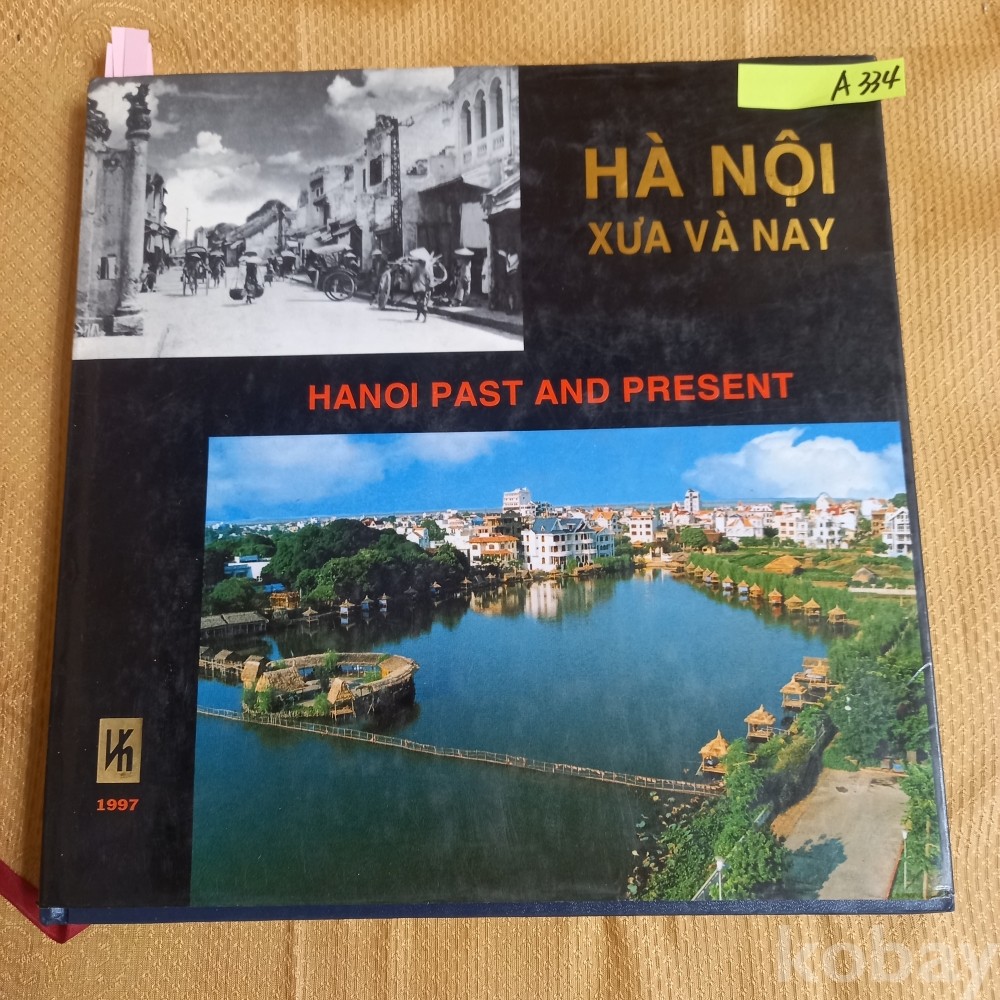 A 334
HÀ NỘI
XƯA VÀ NAY
HANOI PAST AND PRESENT
1997
kobay